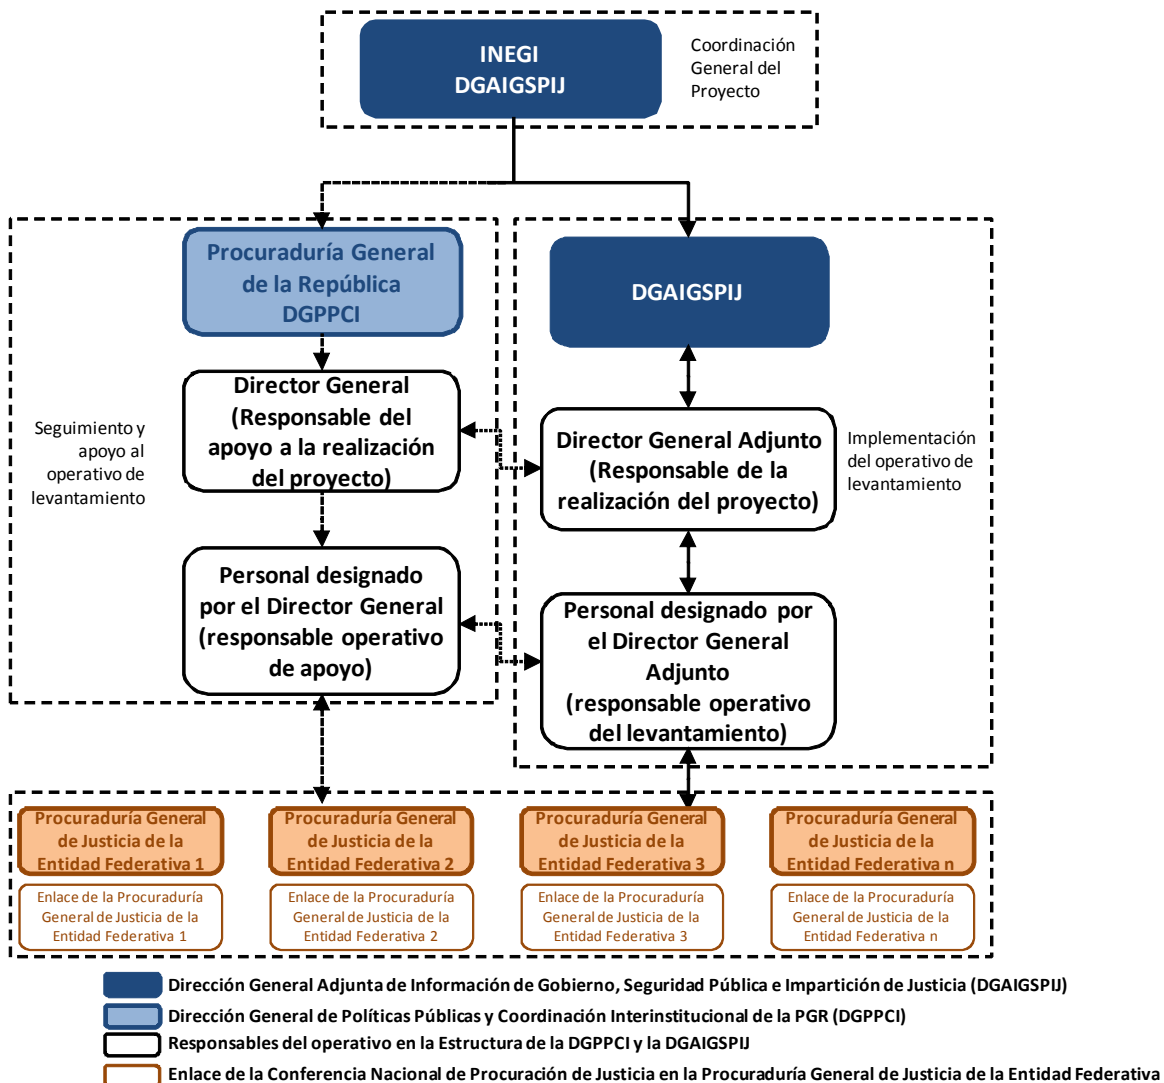 INEGI
DGAIGSPIJ
Coordinación
General del
Proyecto
Procuraduría General
de la República
DGPPCI
DGAIGSPIJ
Director General
(Responsable del
apoyo a la realización
del proyecto)
Seguimiento y
apoyo al
operativo de
levantamiento
Director General Adjunto
(Responsable de la
realización del proyecto)
Implementación
del operativo de
levantamiento
Personal designado
por el Director General
(responsable operativo
de apoyo)
Personal designado por
el Director General
Adjunto
(responsable operativo
del levantamiento)
Procuraduría General
de Justicia de la
Entidad Federativa 1
Procuraduría General
de Justicia de la
Entidad Federativa 2
Procuraduría General
de Justicia de la
Entidad Federativa 3
Procuraduría General
de Justicia de la
Entidad Federativa n
Enlace de la Procuraduría
General de Justicia de la
Entidad Federativa
1
Enlace de la Procuraduría
General de Justicia de la
Entidad Federativa 2
Enlace de la Procuraduría
General de Justicia de la
Entidad Federativa 3
Enlace de la Procuraduría
General de Justicia de la
Entidad Federativa n
Dirección General Adjunta de Información de Gobierno, Seguridad Pública e Impartición de Justicia (DGAIGSPIJ)
Dirección General de Políticas Públicas y Coordinación Interinstitucional de la PGR (DGPPCI)
Responsables del operativo en la Estructura de la DGPPCI y la DGAIGSPIJ
Enlace de la Conferencia Nacional de Procuración de Justicia en la Procuraduría General de Justicia de la Entidad Federativa